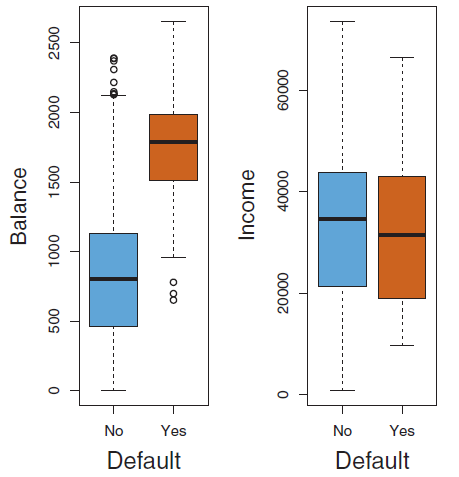 Balance
2500
2000
1500
1000
500
0
No Yes
Default
Income
60000
40000
20000
0
No Yes
Default